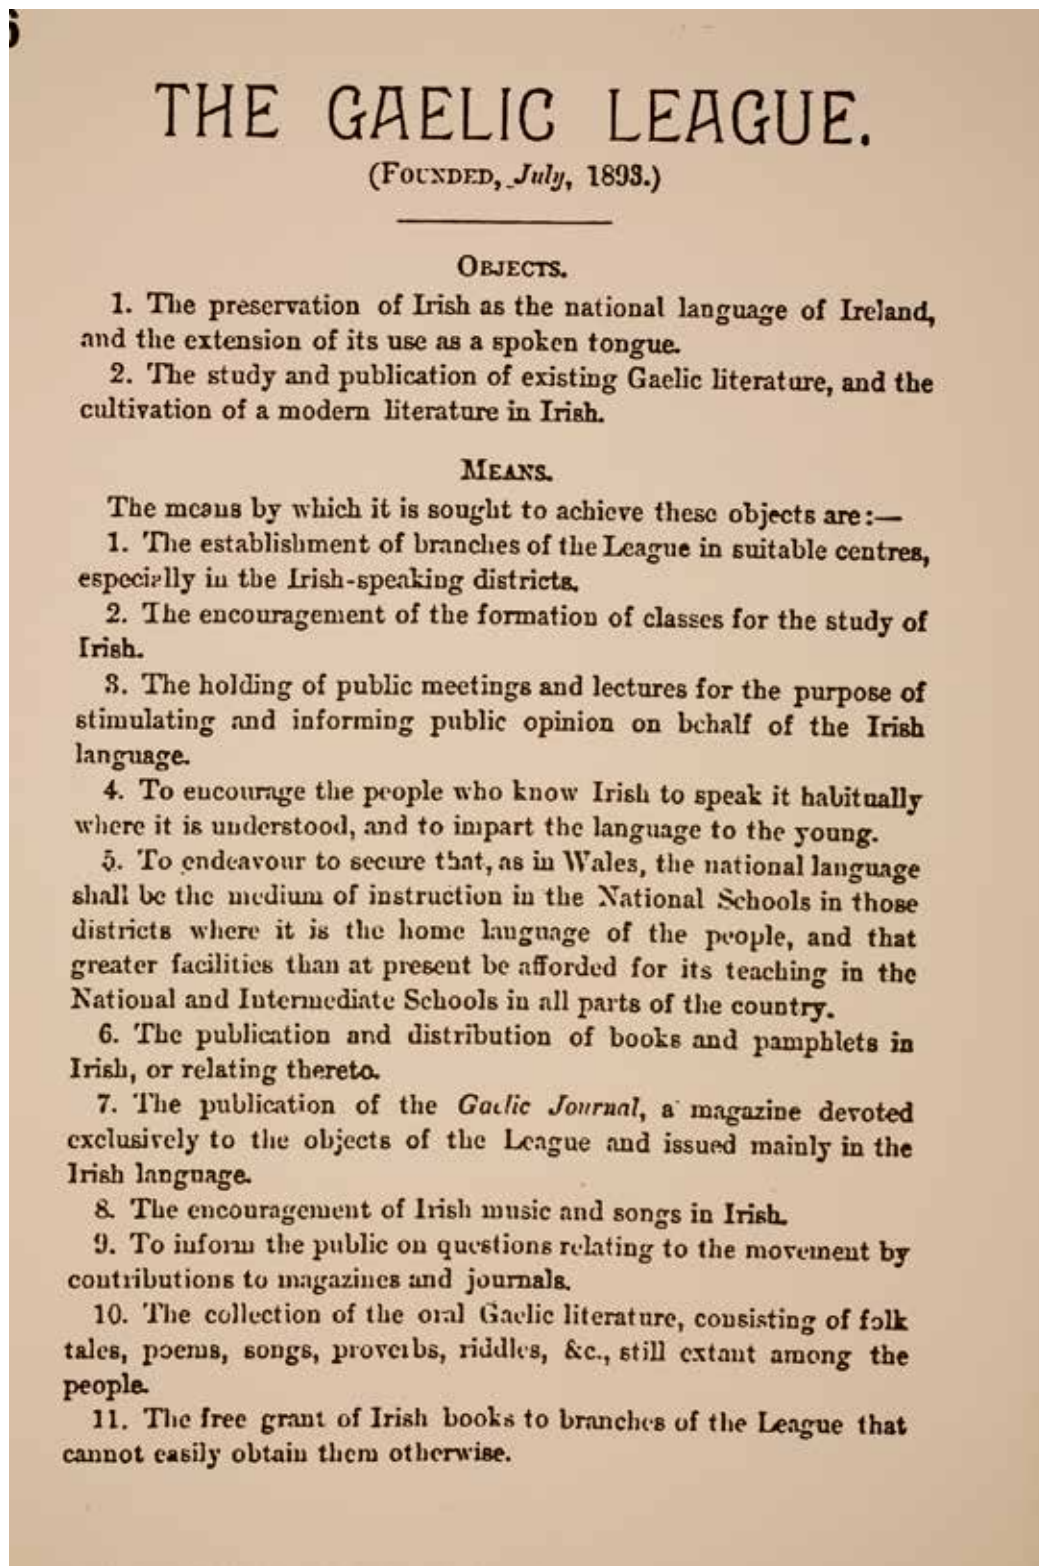 6
THE GAELIC LEAGUE.
(FOUNDED, July, 1893.)
OBJECTS.
1. The preservation of Irish as the national language of Ireland,
and the extension of its use as a spoken tongue.
2. The study and publication of existing Gaelic literature, and the
cultivation of a modern literature in Irish.
MEANS.
The means by which it is sought to achieve these objects are:—
1. The establishment of branches of the League in suitable centres,
especially in the Irish-speaking districts.
2. The encouragement of the formation of classes for the study of
Irish.
3. The holding of public meetings and lectures for the purpose of
stimulating and informing public opinion on behalf of the Irish
language.
4. To encourage the people who know Irish to speak it habitually
where it is understood, and to impart the language to the young.
5. To endeavour to secure that, as in Wales, the national language
shall be the medium of instruction in the National Schools in those
districts where it is the home language of the people, and that
greater facilities than at present be afforded for its teaching in the
National and Intermediate Schools in all parts of the country.
6. The publication and distribution of books and pamphlets in
Irish, or relating thereto.
7. The publication of the Gaelic Journal, a magazine devoted
exclusively to the objects of the League and issued mainly in the
Irish language.
8. The encouragement of Irish music and songs in Irish.
9. To inform the public on questions relating to the movement by
contributions to magazines and journals.
10. The collection of the oral Gaelic literature, consisting of folk
tales, poems, songs, proverbs, riddles, &c., still extant among the
people.
11. The free grant of Irish books to branches of the League that
cannot easily obtain them otherwise.